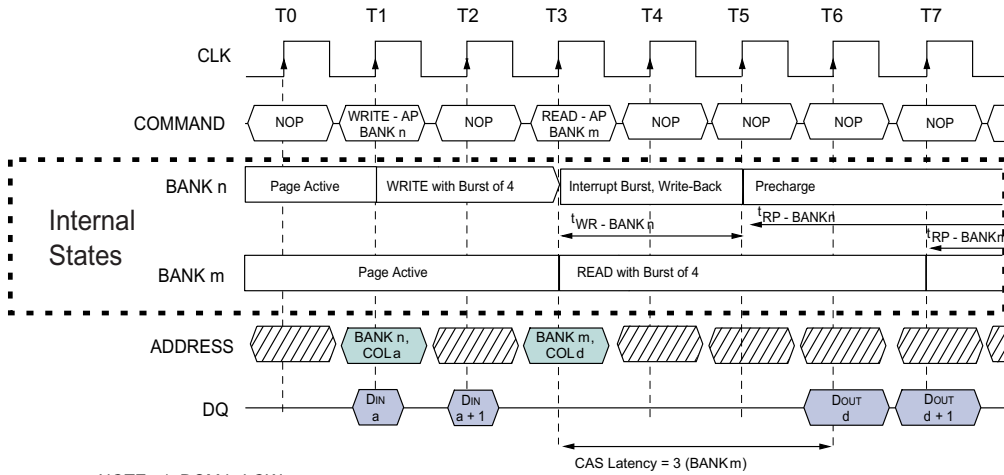 T0 T1 T2 T3 T4 T5 T6 T7
CLK
COMMAND
NOP
WRITE - AP
BANK n
NOP
READ - AP
BANK m
NOP
NOP
NOP
NOP
Internal
States
BANK n
Page Active
WRITE with Burst of 4
Interrupt Burst, Write-Back
Precharge
tWR - BANK n
tRP - BANK n
tRP - BANK
BANK m
Page Active
READ with Burst of 4
ADDRESS
BANK n,
COL a
BANK m,
COL d
DQ
DIN
a
DIN
a + 1
DOUT
d
DOUT
d + 1
CAS Latency = 3 (BANK m)